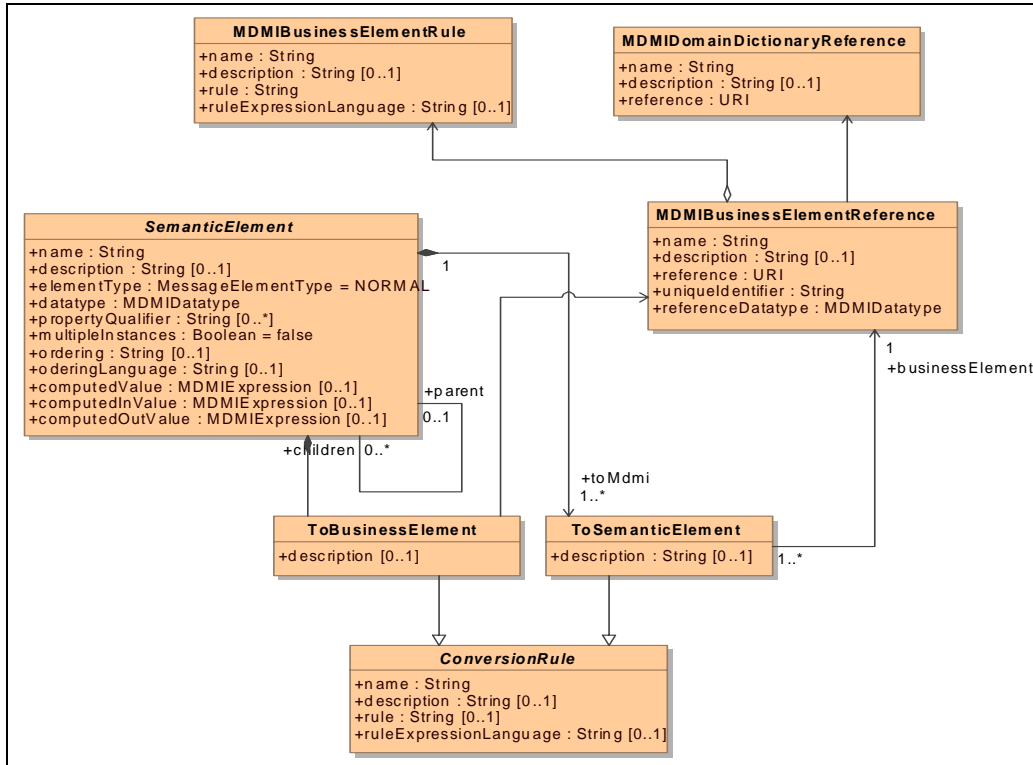 MDMIBusinessElementRule
+name : String
+description : String [0..1]
+rule : String
+ruleExpressionLanguage : String [0..1]
MDMIDomainDictionaryReference
+name : String
+description : String [0..1]
+reference : URI
SemanticElement
+name : String
+description : String [0..1]
+elementType : MessageElementType = NORMAL
+datatype : MDMIDatatype
+propertyQualifier : String [0..*]
+multipleInstances : Boolean = false
+ordering : String [0..1]
+oderingLanguage : String [0..1]
+computedValue : MDMIExpression [0..1]
+computedInValue : MDMIExpression [0..1]
+computedOutValue : MDMIExpression [0..1]
1
MDMIBusinessElementReference
+name : String
+description : String [0..1]
+reference : URI
+uniqueIdentifier : String
+referenceDatatype : MDMIDatatype
1
+businessElement
+parent
0..1
+children 0..*
+toMdmi
1..*
ToBusinessElement
+description [0..1]
ToSemanticElement
+description : String [0..1]
1..*
ConversionRule
+name : String
+description : String [0..1]
+rule : String [0..1]
+ruleExpressionLanguage : String [0..1]